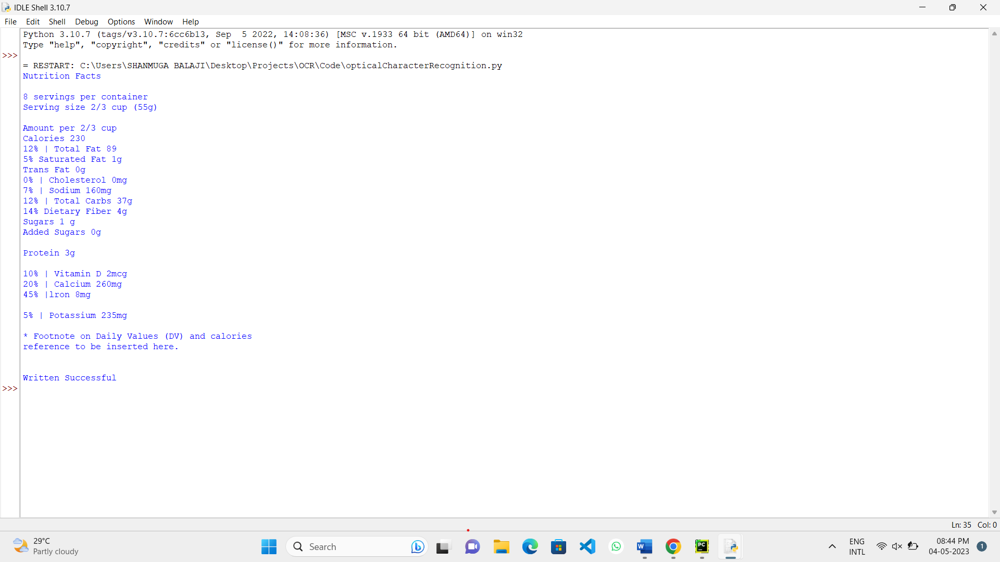 IDLE Shell 3.10.7
File Edit Shell Debug Options Window Help
Python 3.10.7 (tags/v3.10.7:6cc6b13, Sep  5 2022, 14:08:36) [MSC v.1933 64 bit (AMD64)] on win32
Type "help", "copyright", "credits" or "license()" for more information.
>>>
= RESTART: C:\Users\SHANMUGA BALAJI\Desktop\Projects\OCR\Code\opticalCharacterRecognition.py
Nutrition Facts
8 servings per container
Serving size 2/3 cup (55g)
Amount per 2/3 cup
Calories 230
12% | Total Fat 89
5% Saturated Fat 1g
Trans Fat 0g
0% | Cholesterol 0mg
7% | Sodium 160mg
12% | Total Carbs 37g
14% Dietary Fiber 4g
Sugars 1 g
Added Sugars 0g
Protein 3g
10% | Vitamin D 2mcg
20% | Calcium 260mg
45% |lron 8mg
5% | Potassium 235mg
* Footnote on Daily Values (DV) and calories
reference to be inserted here.
Written Successful
>>>
Ln: 35 Col: 0
29°C
Partly cloudy
Search
W
PC
ENG
INTL
08:44 PM
04-05-2023
1